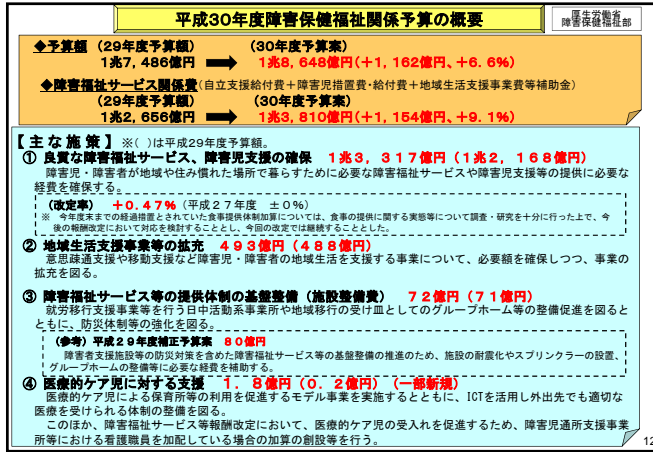 平成30年度障害保健福祉関係予算の概要
厚生労働省
障害保健福祉部
◆予算額 (29年度予算額) (30年度予算案)
1兆7,486億円 1兆8,648億円(+1,162億円、+6.6%)
◆障害福祉サービス関係費(自立支援給付費+障害児措置費・給付費+地域生活支援事業費等補助金)
(29年度予算額) (30年度予算案)
1兆2,656億円 1兆3,810億円(+1,154億円、+9.1%)
【主な施策】 ※( )は平成29年度予算額。
① 良質な障害福祉サービス、障害児支援の確保 1兆3,317億円(1兆2,168億円)
障害児・障害者が地域や住み慣れた場所で暮らすために必要な障害福祉サービスや障害児支援等の提供に必要な
経費を確保する。
(改定率) +0.47%(平成27年度 ±0%)
※ 今年度末までの経過措置とされていた食事提供体制加算については、食事の提供に関する実態等について調査・研究を十分に行った上で、今
後の報酬改定において対応を検討することとし、今回の改定では継続することとした。
② 地域生活支援事業等の拡充 493億円(488億円)
意思疎通支援や移動支援など障害児・障害者の地域生活を支援する事業について、必要額を確保しつつ、事業の
拡充を図る。
③ 障害福祉サービス等の提供体制の基盤整備(施設整備費) 72億円(71億円)
就労移行支援事業等を行う日中活動系事業所や地域移行の受け皿としてのグループホーム等の整備促進を図ると
ともに、防災体制等の強化を図る。
(参考)平成29年度補正予算案 80億円
障害者支援施設等の防災対策を含めた障害福祉サービス等の基盤整備の推進のため、施設の耐震化やスプリンクラーの設置、
グループホームの整備等に必要な経費を補助する。
④ 医療的ケア児に対する支援 1.8億円(0.2億円)(一部新規)
医療的ケア児による保育所等の利用を促進するモデル事業を実施するとともに、ICTを活用し外出先でも適切な
医療を受けられる体制の整備を図る。
このほか、障害福祉サービス等報酬改定において、医療的ケア児の受入れを促進するため、障害児通所支援事業
所等における看護職員を加配している場合の加算の創設等を行う。
12